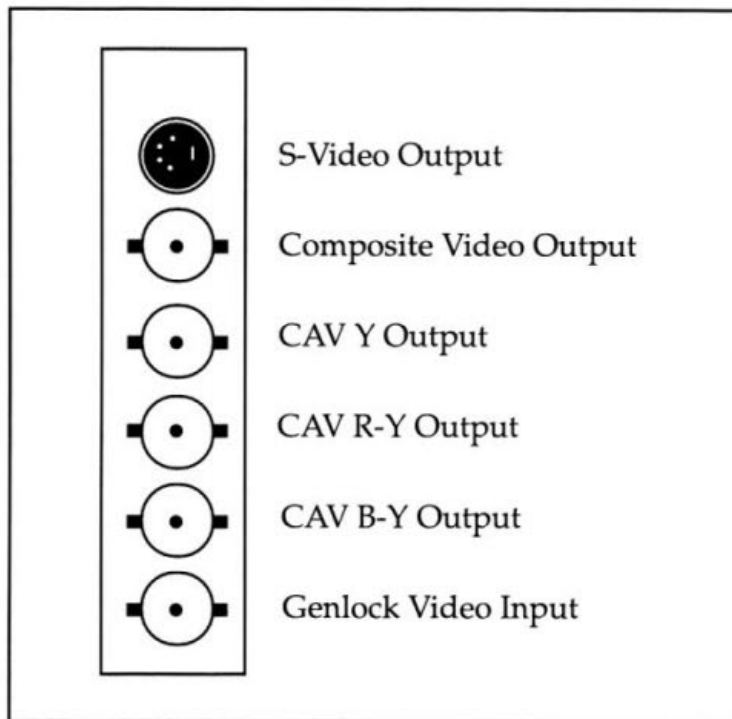 S-Video Output
Composite Video Output
CAV Y Output
CAV R-Y Output
CAV B-Y Output
Genlock Video Input